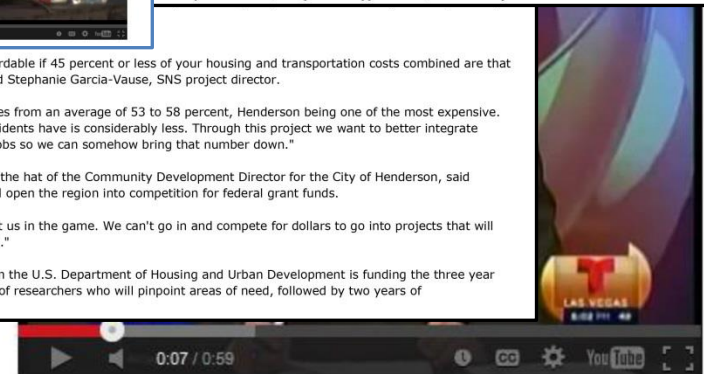 rdable if 45 percent or less of your housing and transportation costs combined are that
d Stephanie Garcia-Vause, SNS project director.
es from an average of 53 to 58 percent, Henderson being one of the most expensive.
idents have is considerably less. Through this project we want to better integrate
obs so we can somehow bring that number down."
the hat of the Community Development Director for the City of Henderson, said
l open the region into competition for federal grant funds.
t us in the game. We can't go in and compete for dollars to go into projects that will
."
n the U.S. Department of Housing and Urban Development is funding the three year
of researchers who will pinpoint areas of need, followed by two years of
LAS VEGAS
5:02 PM
0:07 / 0:59
CC
YouTube